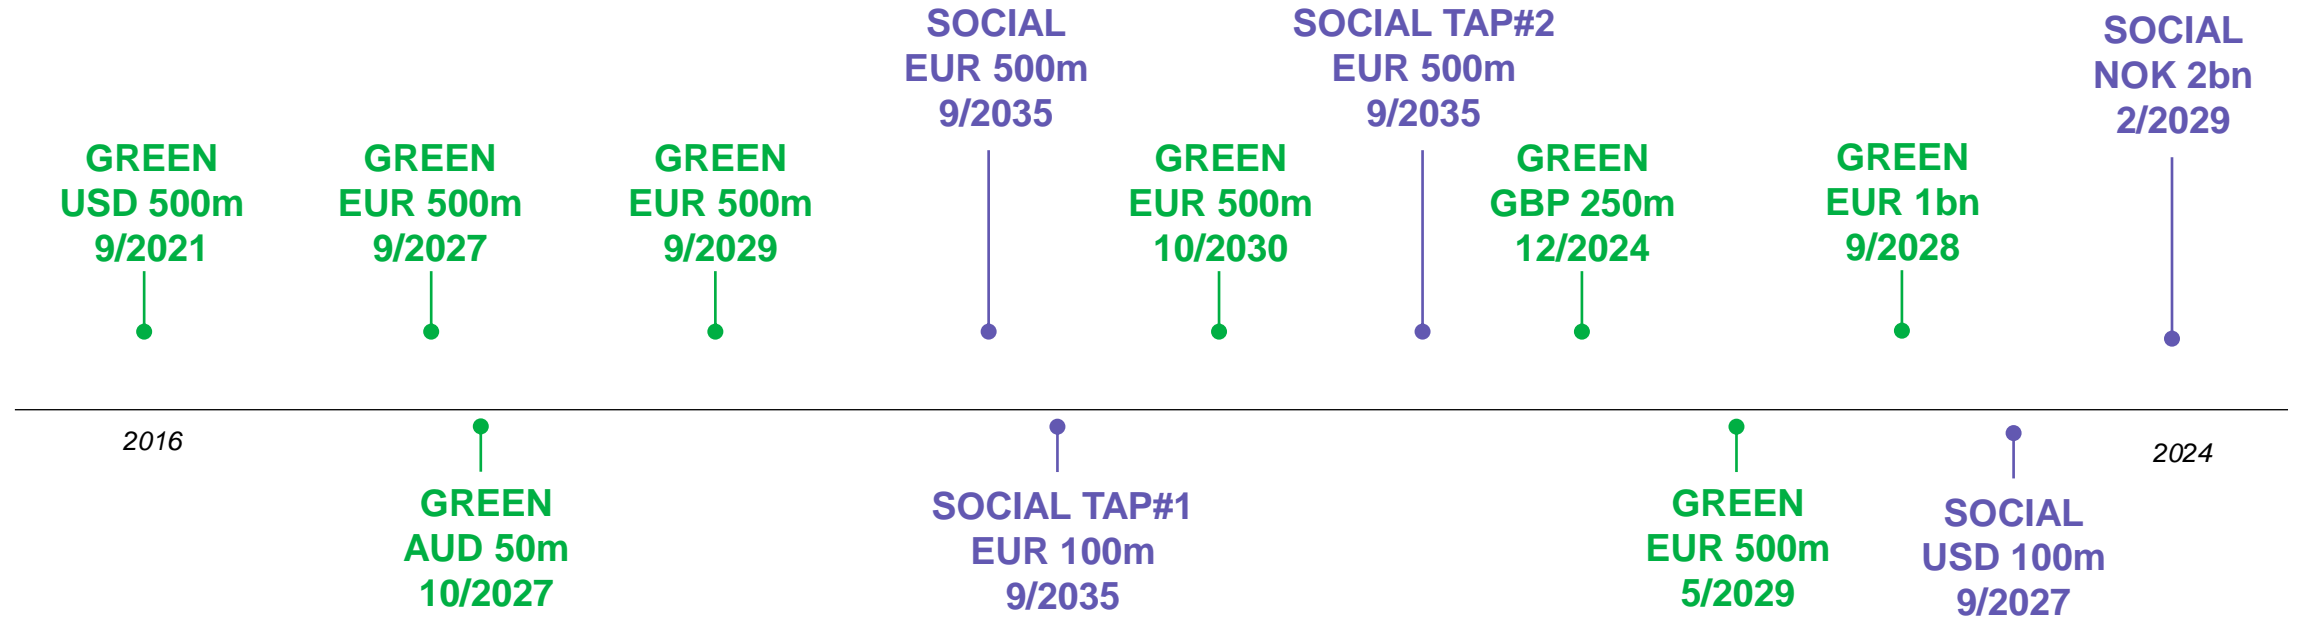 SOCIAL
EUR 500m
9/2035
SOCIAL TAP#2
EUR 500m
9/2035
SOCIAL
NOK 2bn
2/2029
GREEN
USD 500m
9/2021
GREEN
EUR 500m
9/2027
GREEN
EUR 500m
9/2029
GREEN
EUR 500m
10/2030
GREEN
GBP 250m
12/2024
GREEN
EUR 1bn
9/2028
2016
2024
GREEN
AUD 50m
10/2027
SOCIAL TAP#1
EUR 100m
9/2035
GREEN
EUR 500m
5/2029
SOCIAL
USD 100m
9/2027